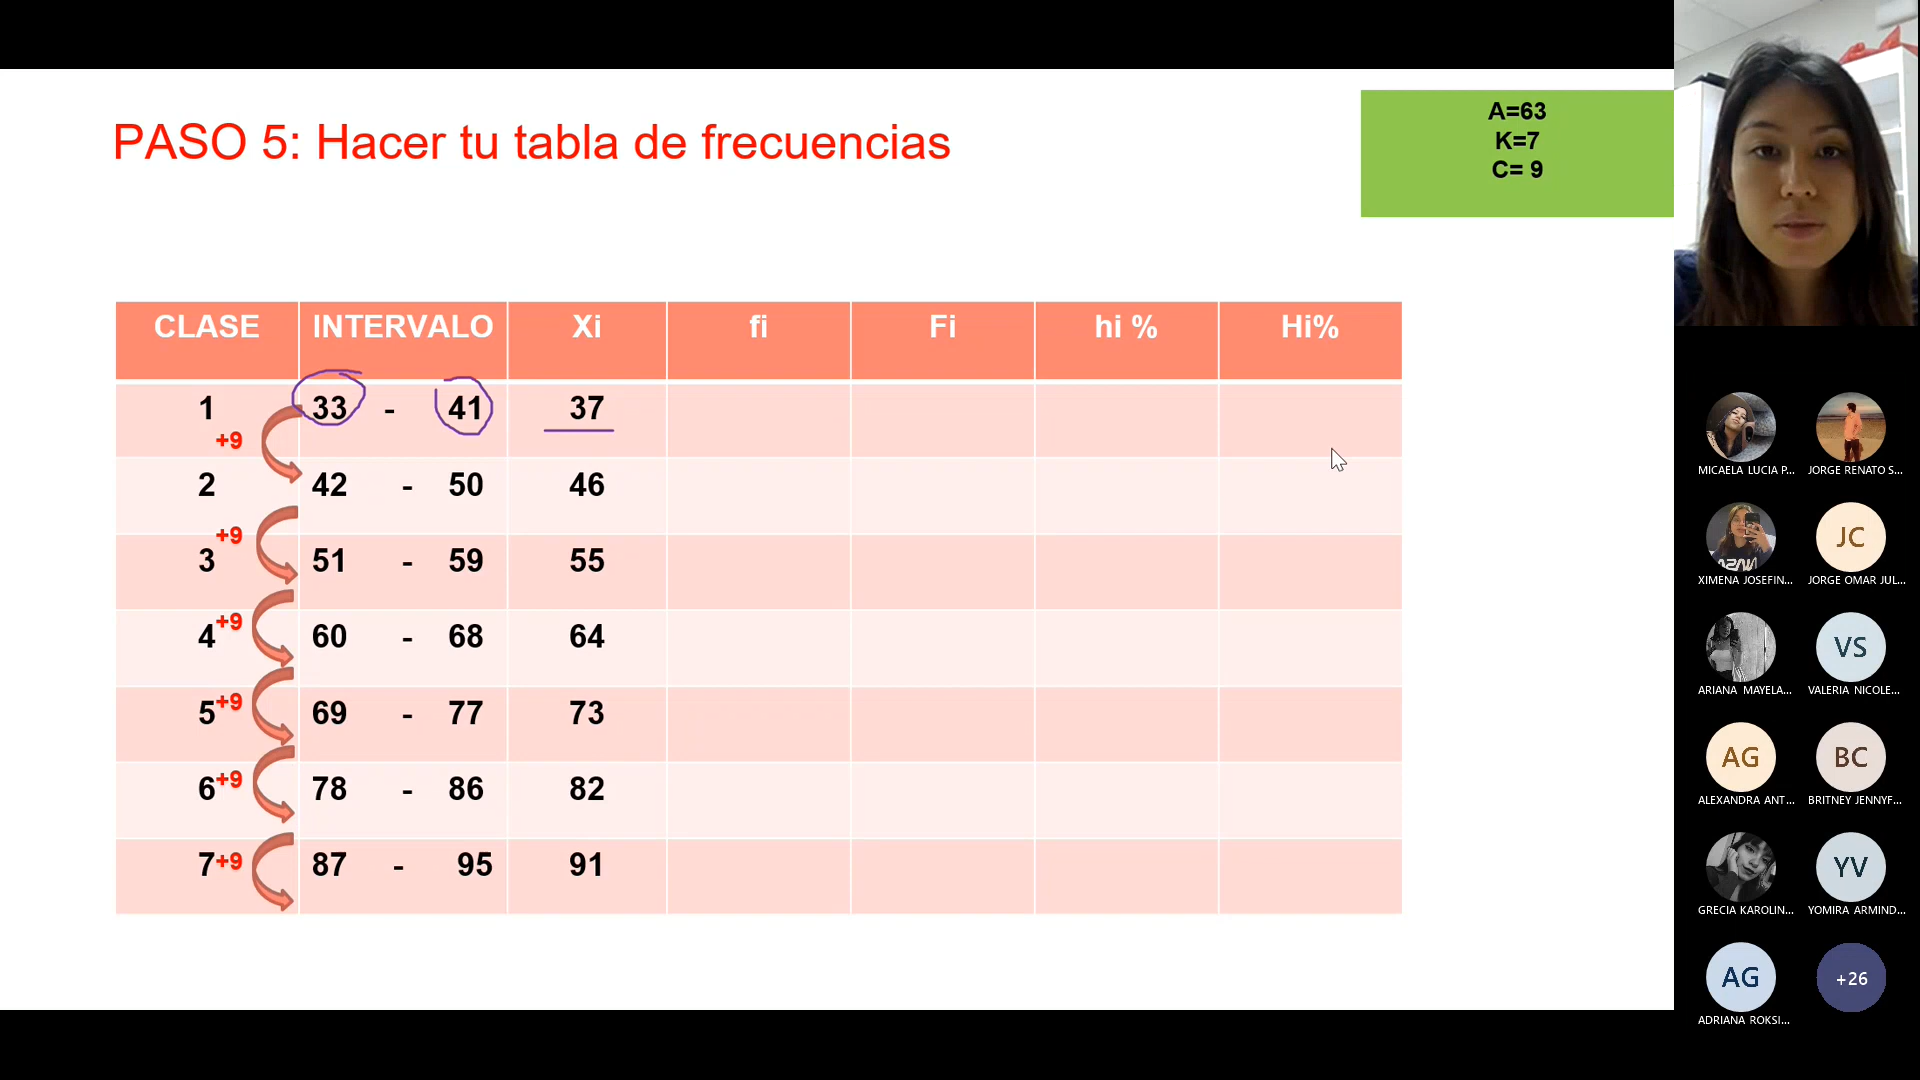 PASO 5: Hacer tu tabla de frecuencias
A=63
K=7
C= 9
CLASE INTERVALO Xi fi Fi hi % Hi%
1 33 - 41 37
+9
2 42 - 50 46
+9
3 51 - 59 55
+9
4 60 - 68 64
+9
5 69 - 77 73
+9
6 78 - 86 82
+9
7 87 - 95 91
MICAELA LUCIA P... JORGE RENATO S...
JC
XIMENA JOSEFIN... JORGE OMAR JUL...
VS
ARIANA MAYELA... VALERIA NICOLE...
AG BC
ALEXANDRA ANT... BRITNEY JENNYF...
YV
GRECIA KAROLIN... YOMIRA ARMIND...
AG +26
ADRIANA ROKSI...